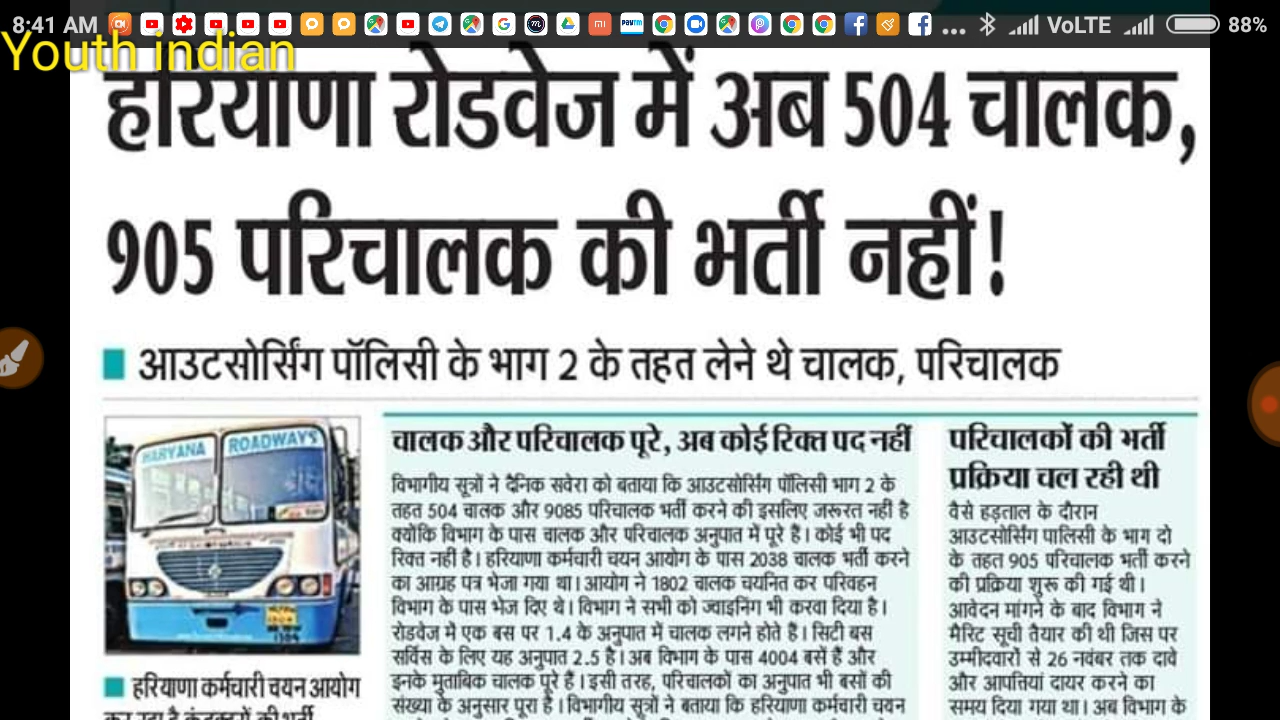 8:41 AM
VoLTE
88%
Youth indian
हरियाणा रोडवेज में अब 504 चालक,
905 परिचालक की भर्ती नहीं!
आउटसोर्सिंग पॉलिसी के भाग 2 के तहत लेने थे चालक, परिचालक
HARYANA ROADWAYS
हरियाणा कर्मचारी चयन आयोग
चालक और परिचालक पूरे, अब कोई रिक्त पद नहीं
विभागीय सूत्रों ने दैनिक सवेरा को बताया कि आउटसोर्सिंग पॉलिसी भाग 2 के
तहत 504 चालक और 9085 परिचालक भर्ती करने की इसलिए जरूरत नहीं है
क्योंकि विभाग के पास चालक और परिचालक अनुपात में पूरे हैं। कोई भी पद
रिक्त नहीं है। हरियाणा कर्मचारी चयन आयोग के पास 2038 चालक भर्ती करने
का आग्रह पत्र भेजा गया था। आयोग ने 1802 चालक चयनित कर परिवहन
विभाग के पास भेज दिए थे। विभाग ने सभी को ज्वाइनिंग भी करवा दिया है।
रोडवेज में एक बस पर 1.4 के अनुपात में चालक लगने होते हैं। सिटी बस
सर्विस के लिए यह अनुपात 2.5 है। अब विभाग के पास 4004 बसें हैं और
इनके मुताबिक चालक पूरे हैं। इसी तरह, परिचालकों का अनुपात भी बसों की
संख्या के अनुसार पूरा है। विभागीय सूत्रों ने बताया कि हरियाणा कर्मचारी चयन
परिचालकों की भर्ती
प्रक्रिया चल रही थी
वैसे हड़ताल के दौरान
आउटसोर्सिंग पालिसी के भाग दो
के तहत 905 परिचालक भर्ती करने
की प्रक्रिया शुरू की गई थी।
आवेदन मांगने के बाद विभाग ने
मैरिट सूची तैयार की थी जिस पर
उम्मीदवारों से 26 नवंबर तक दावे
और आपत्तियां दायर करने का
समय दिया गया था। अब विभाग के